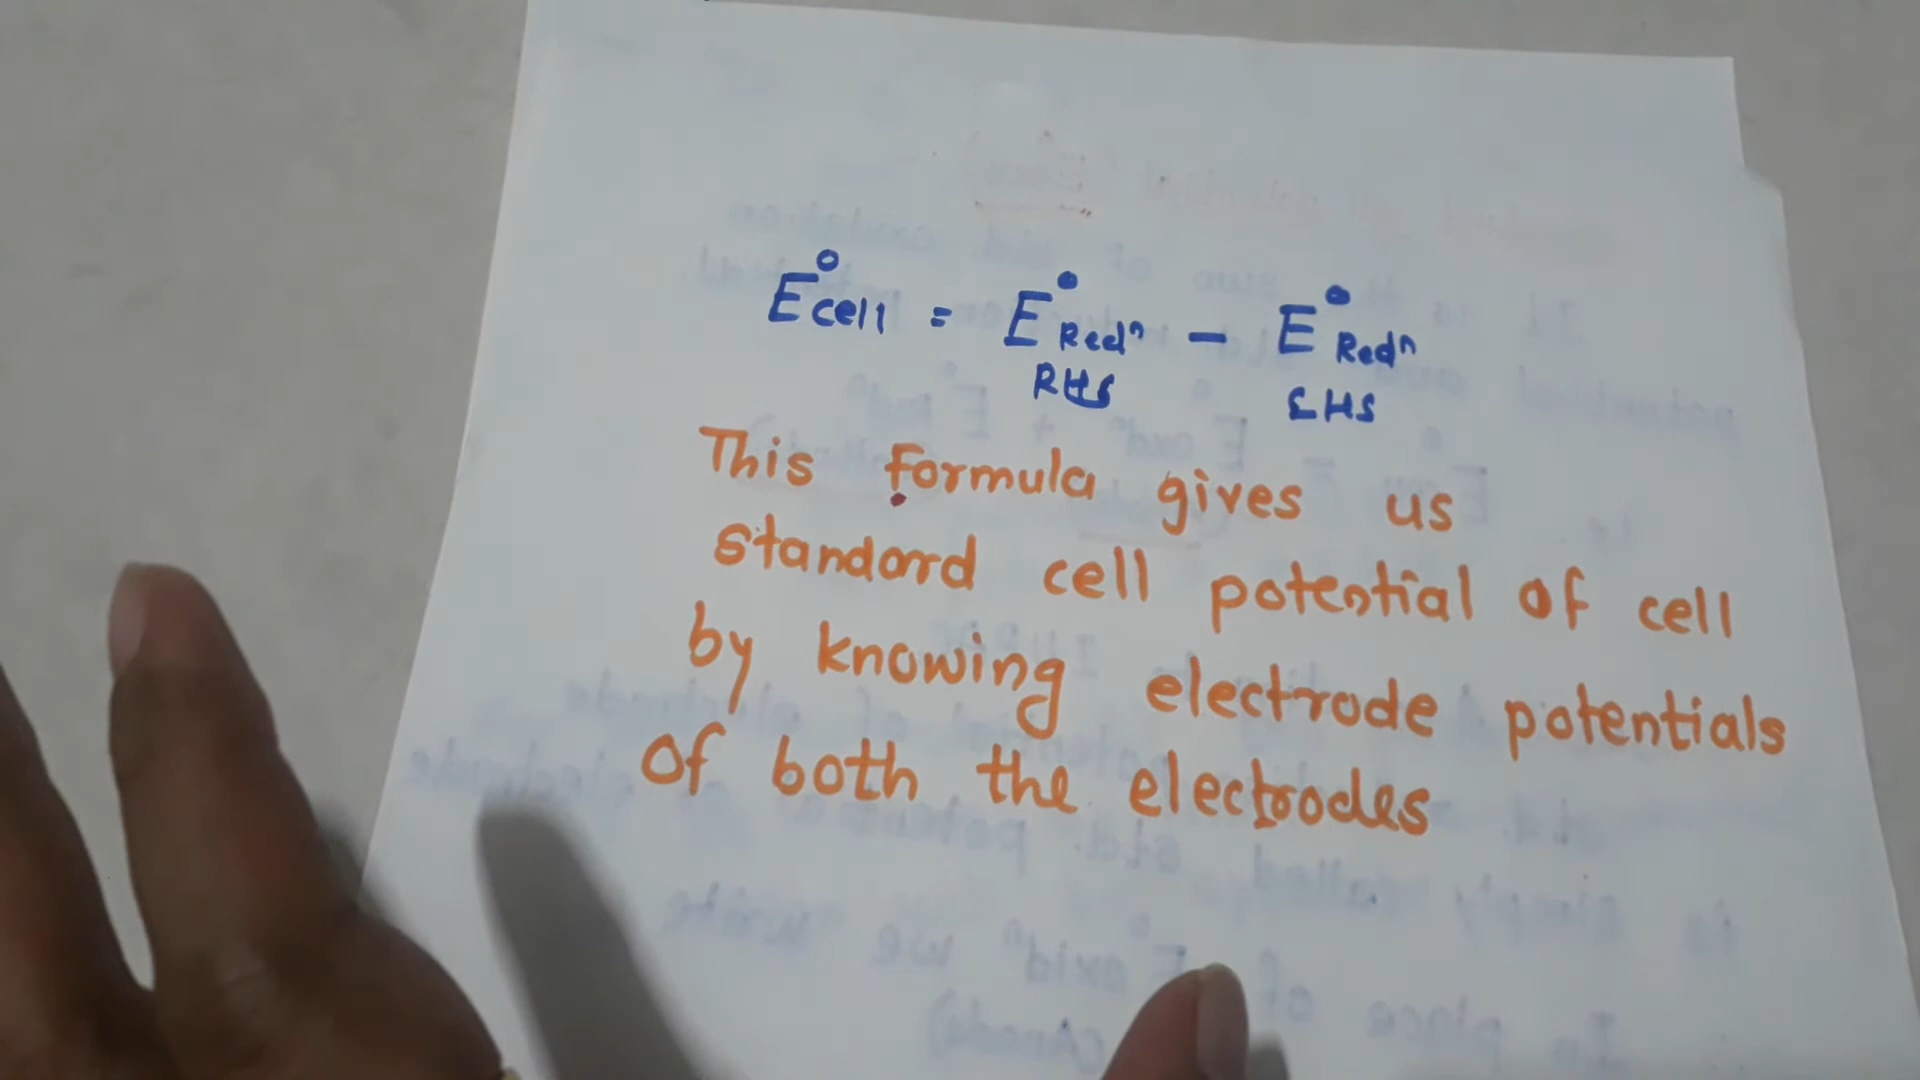 E°cell = E°Redⁿ - E°Redⁿ
RHS LHS
This formula gives us
standard cell potential of cell
by knowing electrode potentials
of both the electrodes